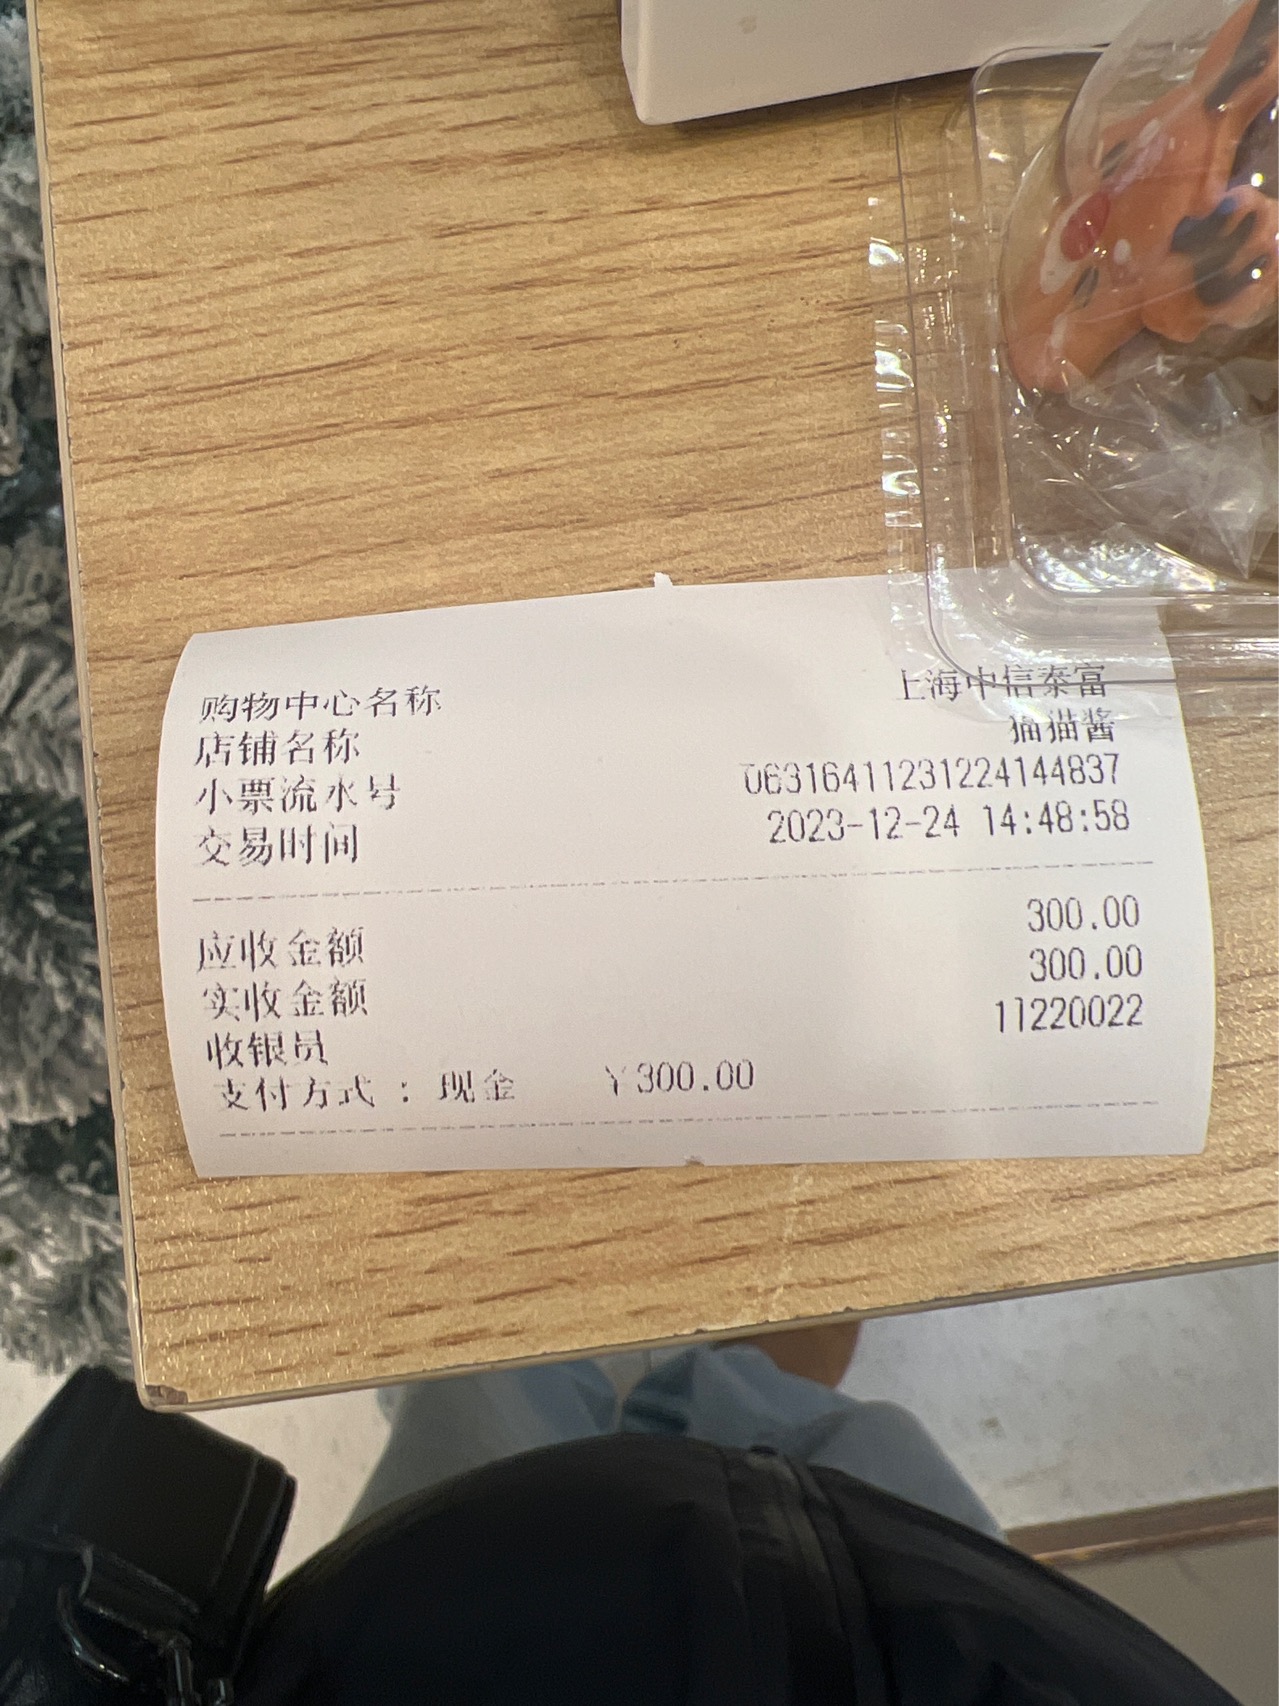 购物中心名称 上海中信泰富
店铺名称 猫猫酱
小票流水号 06316411231224144837
交易时间 2023-12-24 14:48:58
应收金额 300.00
实收金额 300.00
收银员 11220022
支付方式：现金 ￥300.00